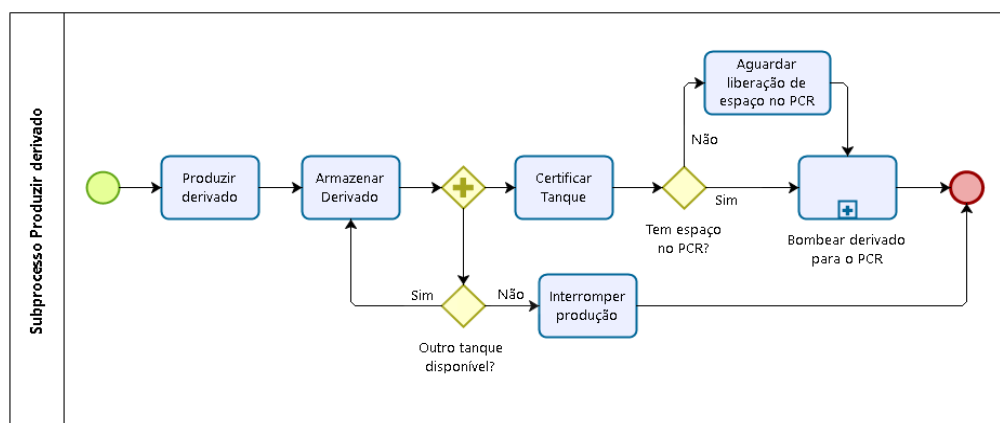 Subprocesso Produzir derivado
Produzir
derivado
Armazenar
Derivado
Certificar
Tanque
Tem espaço
no PCR?
Não
Sim
Aguardar
liberação de
espaço no PCR
Bombear derivado
para o PCR
Outro tanque
disponível?
Sim
Não
Interromper
produção